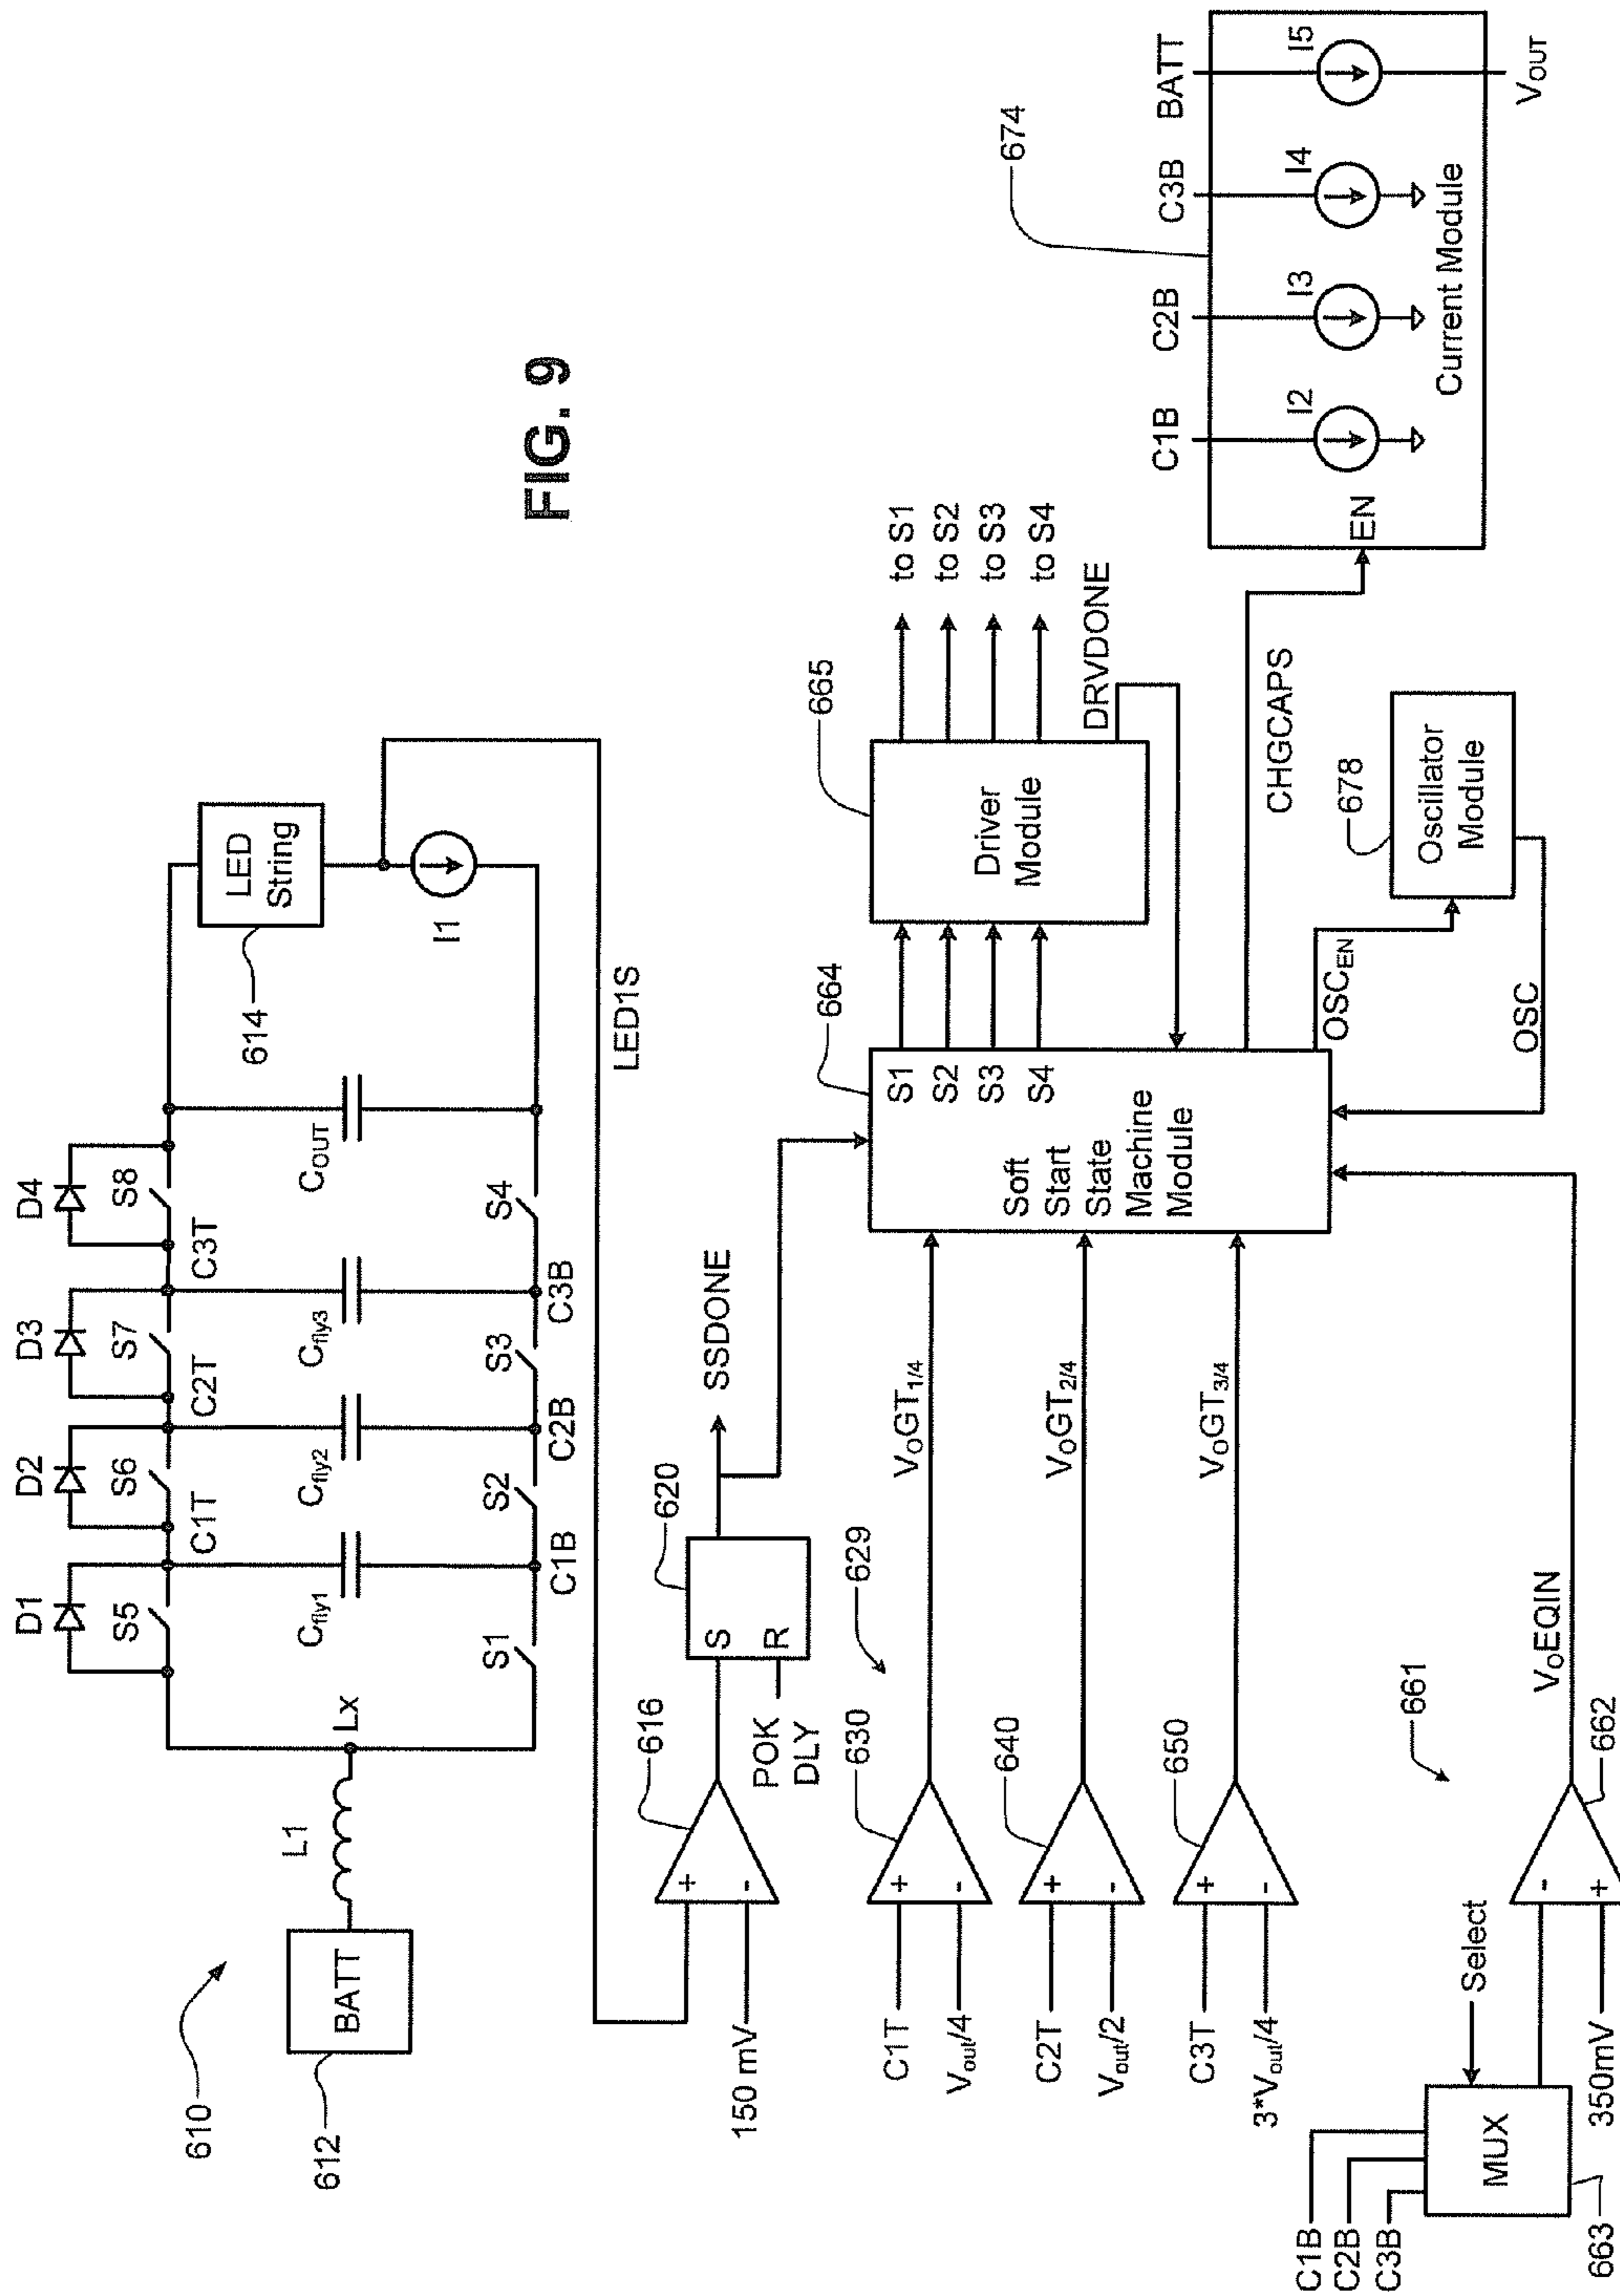 FIG. 9
610
BATT
612
L1
Lx
D1
D2
D3
D4
S5
S6
S7
S8
C1T
C2T
C3T
Cfly1
Cfly2
Cfly3
COUT
S1
S2
S3
S4
C1B
C2B
C3B
LED
String
614
I1
LED1S
150 mV
+
-
616
S
R
POK
DLY
620
SSDONE
629
C1T
Vout/4
+
-
630
VOGT1/4
C2T
Vout/2
+
-
640
VOGT2/4
C3T
3*Vout/4
+
-
650
VOGT3/4
C1B
C2B
C3B
MUX
663
Select
350mV
-
+
661
662
VOEQIN
664
S1
S2
S3
S4
Soft
Start
State
Machine
Module
665
Driver
Module
to S1
to S2
to S3
to S4
DRVDONE
CHGCAPS
OSCEN
OSC
678
Oscillator
Module
674
C1B
C2B
C3B
BATT
EN
I2
I3
I4
I5
Current Module
VOUT